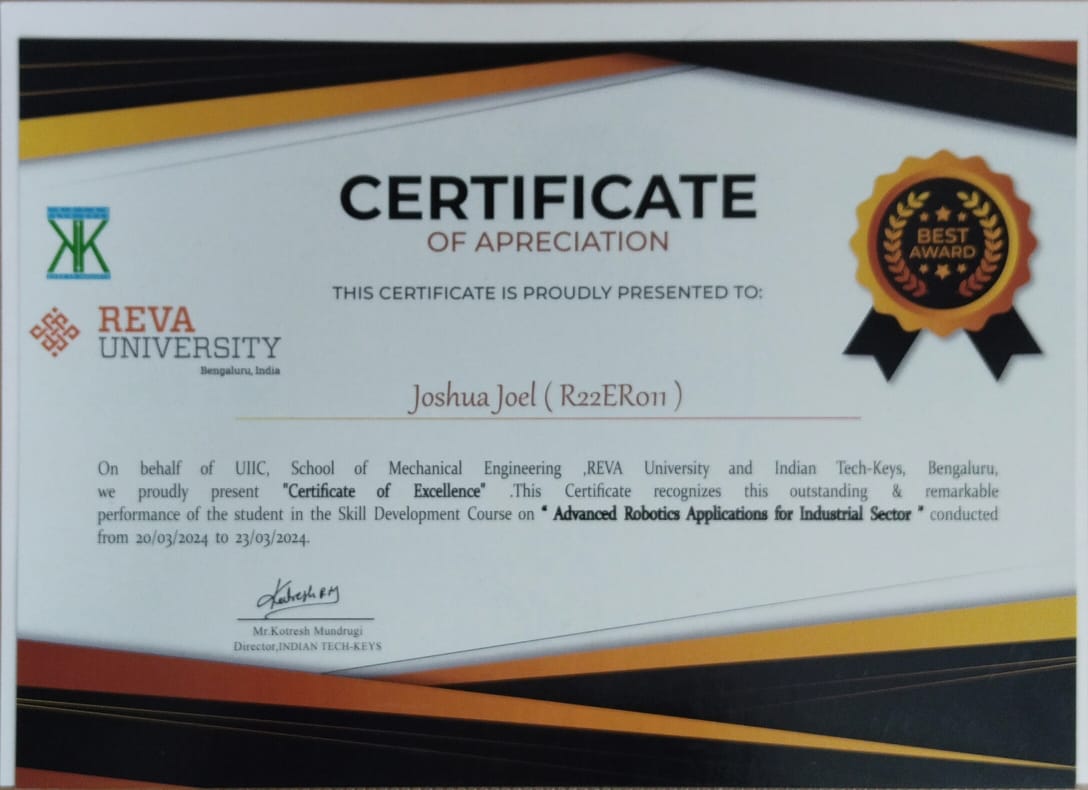 CERTIFICATE
OF APRECIATION
BEST
AWARD
THIS CERTIFICATE IS PROUDLY PRESENTED TO:
REVA
UNIVERSITY
Bengaluru, India
Joshua Joel ( R22ER011 )
On behalf of UIIC, School of Mechanical Engineering ,REVA University and Indian Tech-Keys, Bengaluru,
we proudly present "Certificate of Excellence" .This Certificate recognizes this outstanding & remarkable
performance of the student in the Skill Development Course on “ Advanced Robotics Applications for Industrial Sector ” conducted
from 20/03/2024 to 23/03/2024.
Kotresh RM
Mr.Kotresh Mundrugi
Director,INDIAN TECH-KEYS